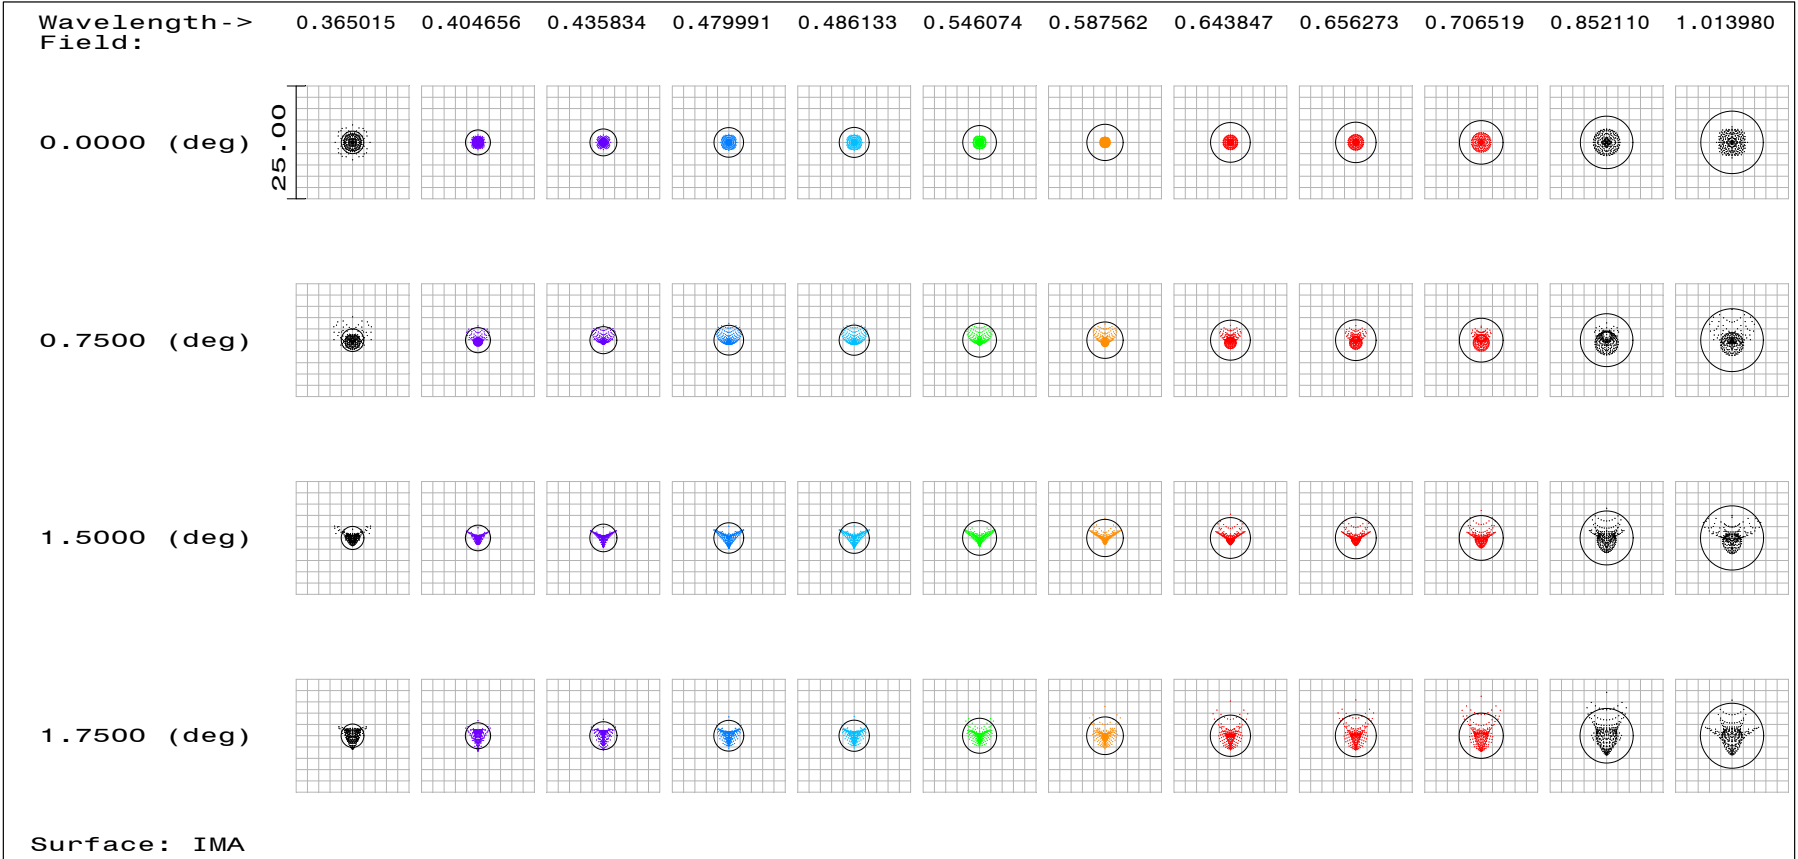 Wavelength-> 0.365015 0.404656 0.435834 0.479991 0.486133 0.546074 0.587562 0.643847 0.656273 0.706519 0.852110 1.013980
Field:
25.00
0.0000 (deg)
0.7500 (deg)
1.5000 (deg)
1.7500 (deg)
Surface: IMA